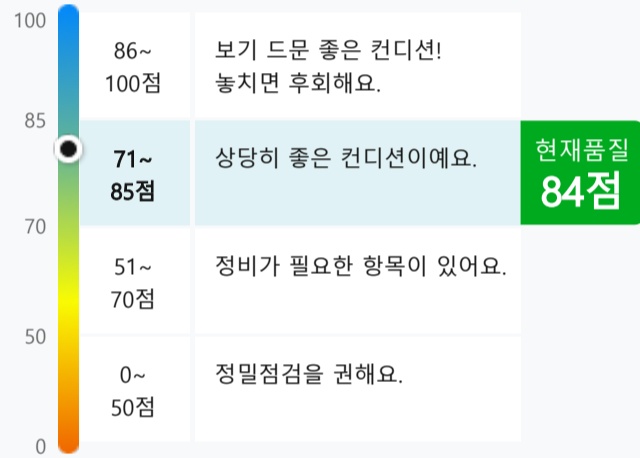 100
86~
100점
보기 드문 좋은 컨디션!
놓치면 후회해요.
85
71~
85점
상당히 좋은 컨디션이예요.
현재품질
84점
70
51~
70점
정비가 필요한 항목이 있어요.
50
0~
50점
정밀점검을 권해요.
0